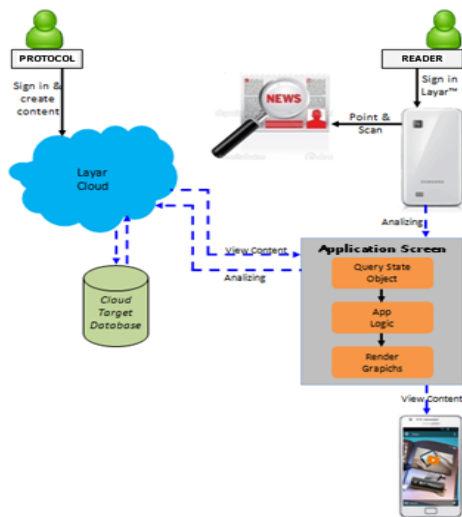 PROTOCOL
READER
Sign in &
create
content
Sign in
Layar™
NEWS
Point &
Scan
Layar
Cloud
Analizing
View Content
Analizing
Application Screen
Query State
Object
App
Logic
Render
Grapichs
Cloud
Target
Database
View Content